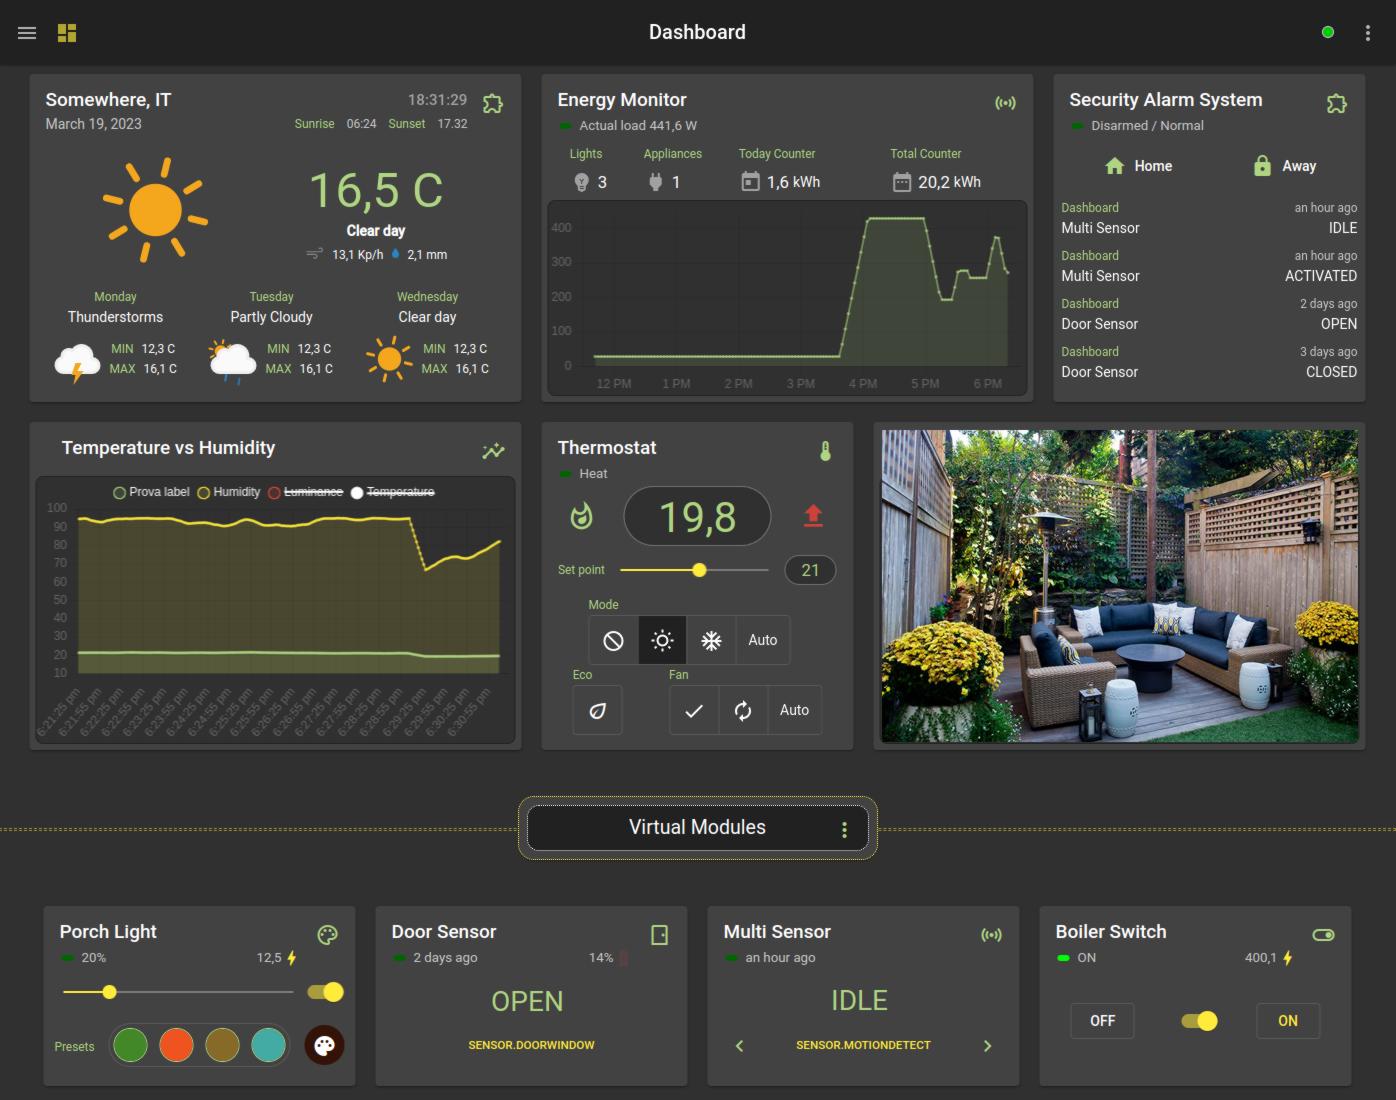 Dashboard
Somewhere, IT
18:31:29
March 19, 2023
Sunrise 06:24 Sunset 17.32
16,5 C
Clear day
13,1 Kp/h 2,1 mm
Monday Tuesday Wednesday
Thunderstorms Partly Cloudy Clear day
MIN 12,3 C MIN 12,3 C MIN 12,3 C
MAX 16,1 C MAX 16,1 C MAX 16,1 C
Energy Monitor
Actual load 441,6 W
Lights Appliances Today Counter Total Counter
3 1 1,6 kWh 20,2 kWh
400
300
200
100
0
12 PM 1 PM 2 PM 3 PM 4 PM 5 PM 6 PM
Security Alarm System
Disarmed / Normal
Home Away
Dashboard an hour ago
Multi Sensor IDLE
Dashboard an hour ago
Multi Sensor ACTIVATED
Dashboard 2 days ago
Door Sensor OPEN
Dashboard 3 days ago
Door Sensor CLOSED
Temperature vs Humidity
Prova label Humidity Luminance Temperature
100
90
80
70
60
50
40
30
20
10
6:21:25 pm 6:21:55 pm 6:22:25 pm 6:22:55 pm 6:23:25 pm 6:23:55 pm 6:24:25 pm 6:24:55 pm 6:25:25 pm 6:25:55 pm 6:26:25 pm 6:26:55 pm 6:27:25 pm 6:27:55 pm 6:28:25 pm 6:28:55 pm 6:29:25 pm 6:29:55 pm 6:30:25 pm 6:30:55 pm
Thermostat
Heat
19,8
Set point 21
Mode
Auto
Eco Fan
Auto
Virtual Modules
Porch Light
20% 12,5
Presets
Door Sensor
2 days ago 14%
OPEN
SENSOR.DOORWINDOW
Multi Sensor
an hour ago
IDLE
SENSOR.MOTIONDETECT
Boiler Switch
ON 400,1
OFF ON